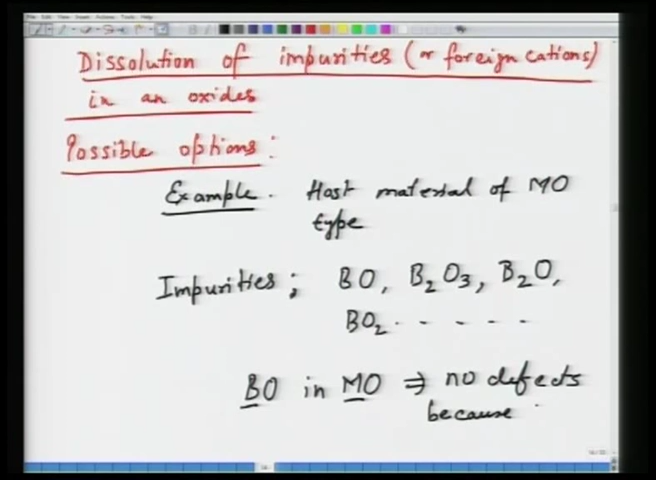 Dissolution of impurities (or foreign cations)
in an oxides
Possible options:
Example. Host material of MO
type
Impurities; BO, B₂O₃, B₂O,
BO₂ - - - - -
BO in MO ⇒ no defects
because